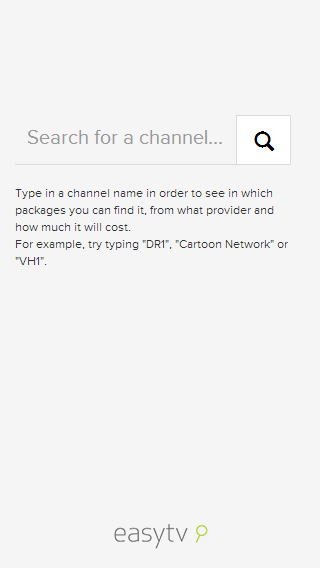 Search for a channel...
Type in a channel name in order to see in which
packages you can find it, from what provider and
how much it will cost.
For example, try typing "DR1", "Cartoon Network" or
"VH1".
easytv